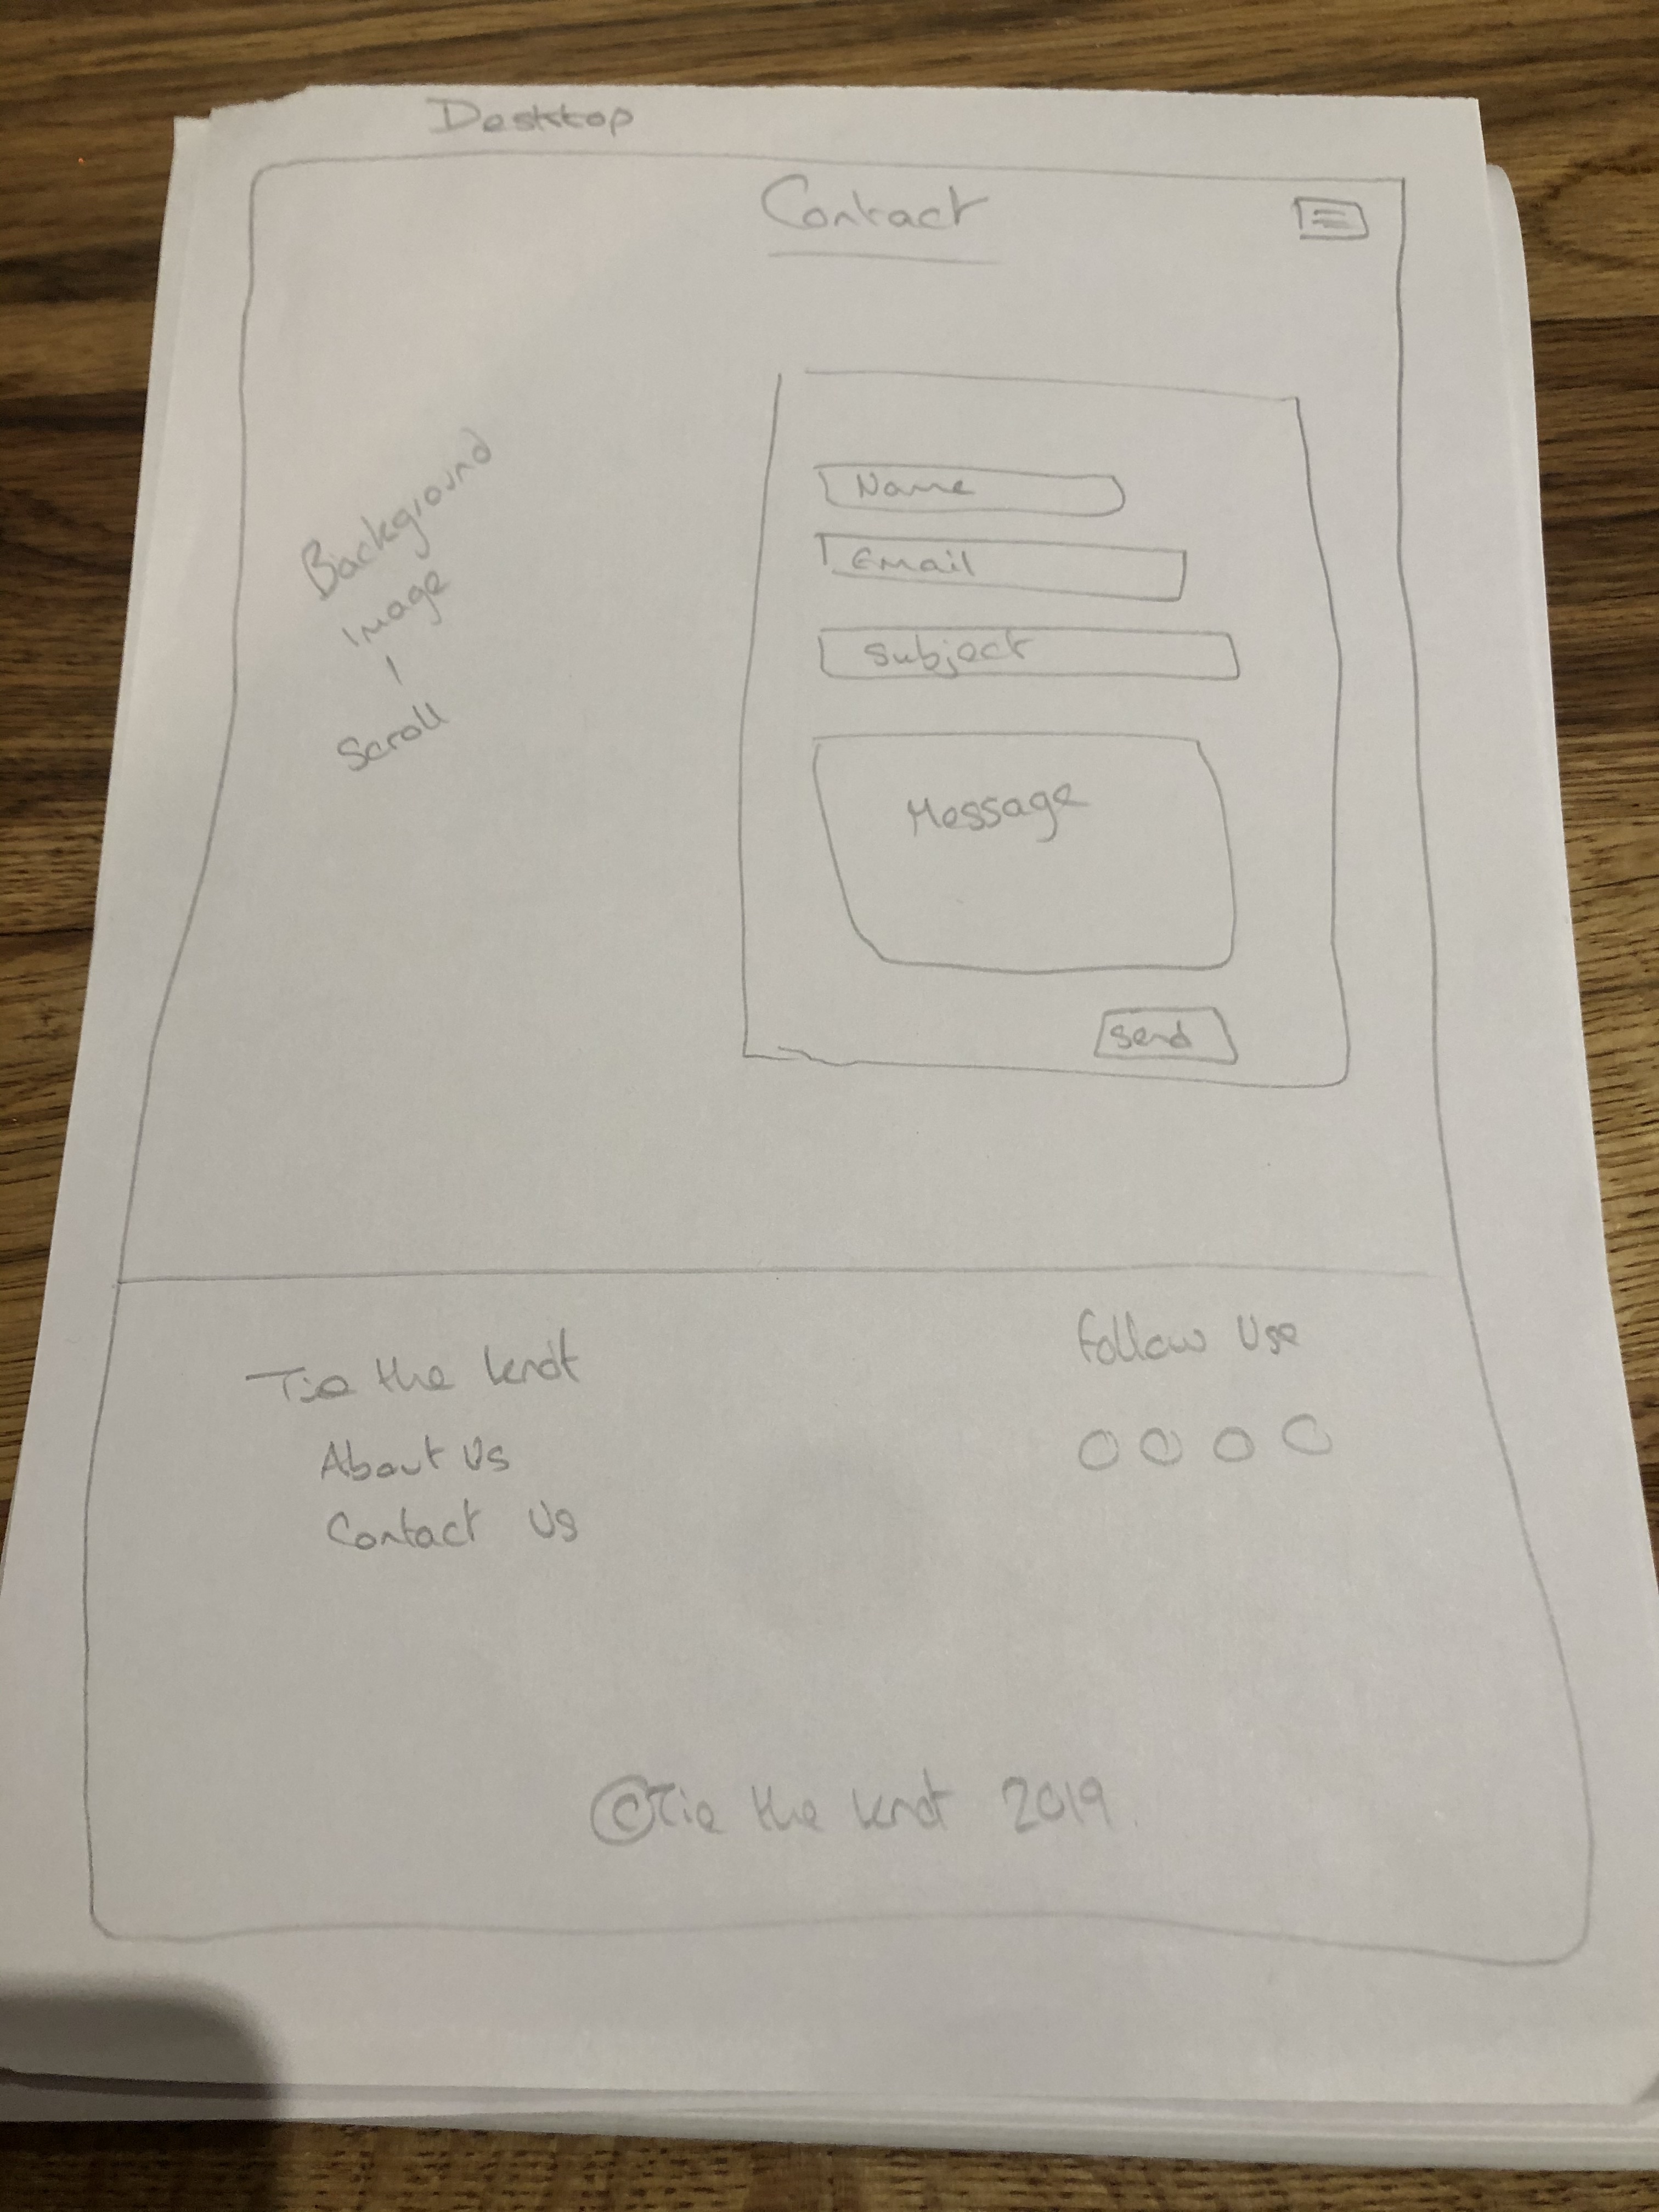 Desktop
Contact
Background
Image
Scroll
Name
Email
Subject
Message
Send
Tie the knot
About Us
Contact Us
Follow Use
©Tie the knot 2019.